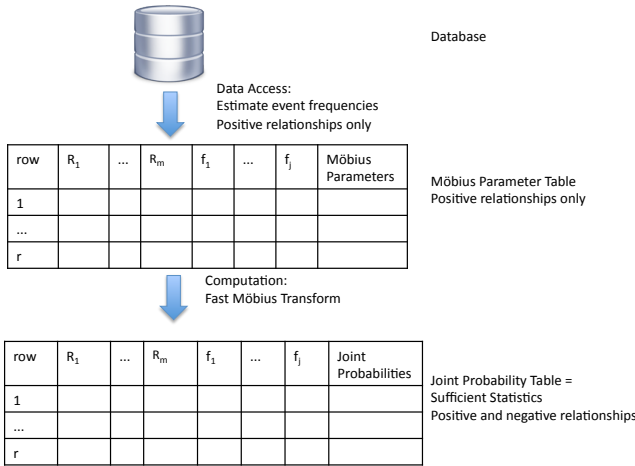 Database
Data Access:
Estimate event frequencies
Positive relationships only
row R₁ ... Rₘ f₁ ... fⱼ Möbius Parameters
1
...
r
Möbius Parameter Table
Positive relationships only
Computation:
Fast Möbius Transform
row R₁ ... Rₘ f₁ ... fⱼ Joint Probabilities
1
...
r
Joint Probability Table =
Sufficient Statistics
Positive and negative relationships